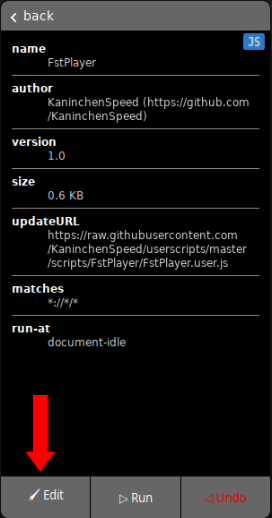 back
JS
name
FstPlayer
author
KaninchenSpeed (https://github.com
/KaninchenSpeed)
version
1.0
size
0.6 KB
updateURL
https://raw.githubusercontent.com
/KaninchenSpeed/userscripts/master
/scripts/FstPlayer/FstPlayer.user.js
matches
*://*/*
run-at
document-idle
Edit
Run
Undo